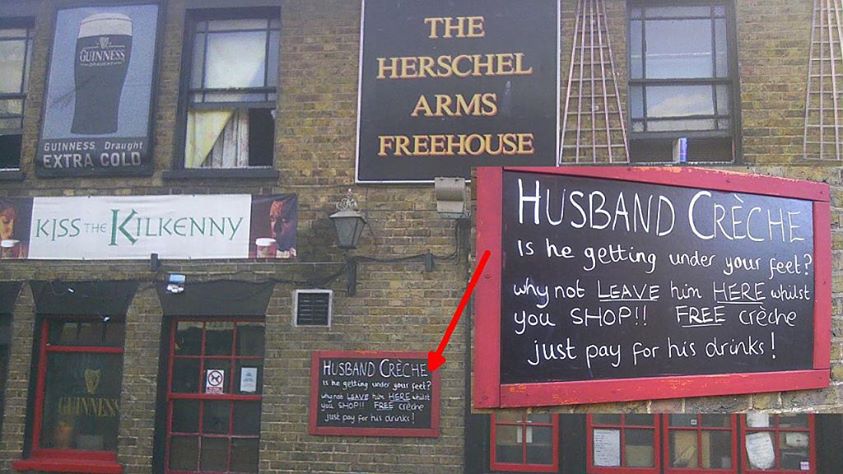 GUINNESS
DRAUGHT
GUINNESS Draught
EXTRA COLD
THE
HERSCHEL
ARMS
FREEHOUSE
KISS THE KILKENNY
GUINNESS
HUSBAND CRÈCHE
is he getting under your feet?
why not LEAVE him HERE whilst
you SHOP!! FREE crèche
just pay for his drinks!
HUSBAND CRÈCHE
is he getting under your feet?
why not LEAVE him HERE whilst
you SHOP!! FREE crèche
just pay for his drinks!